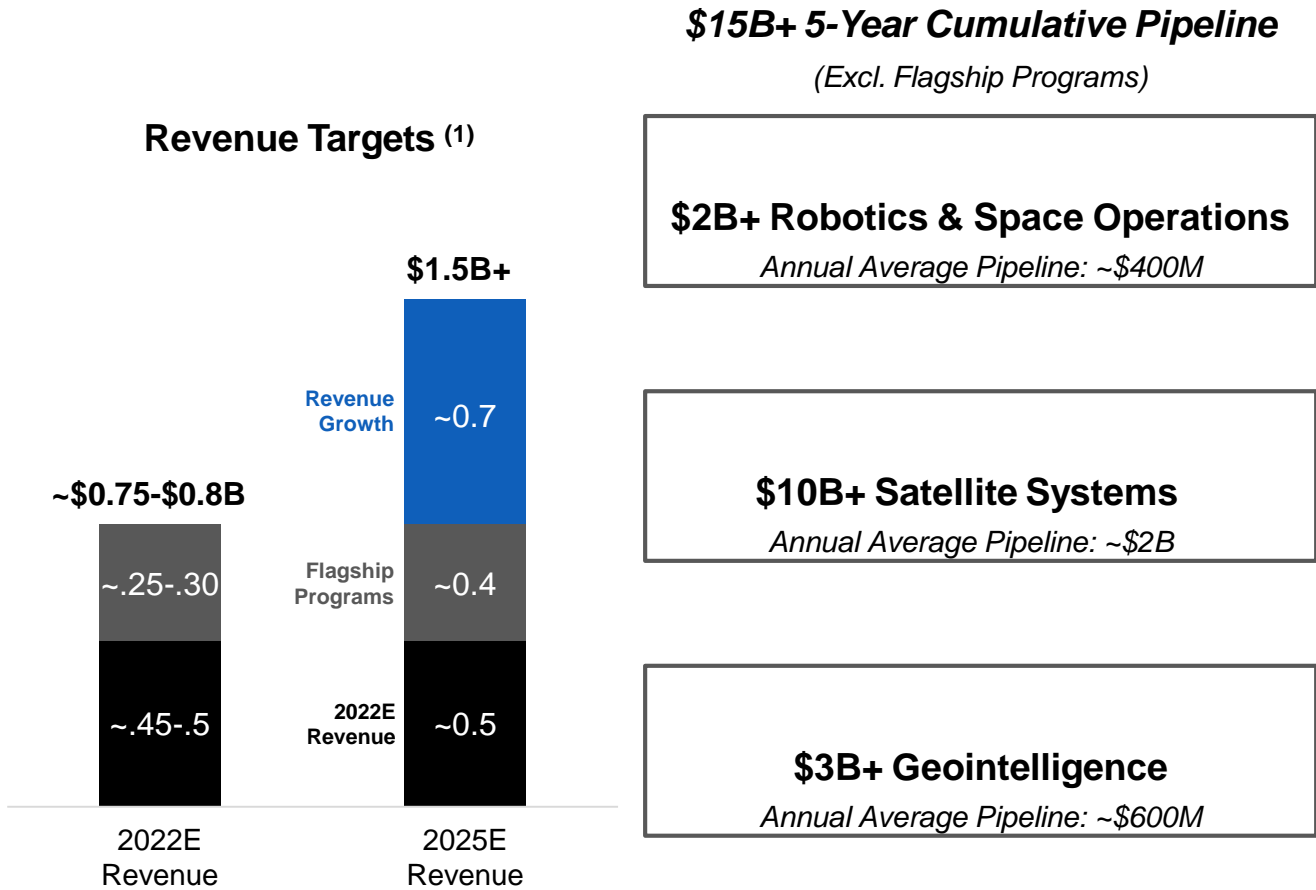 $15B+ 5-Year Cumulative Pipeline
(Excl. Flagship Programs)
Revenue Targets (1)
$1.5B+
Revenue
Growth
~0.7
~$0.75-$0.8B
~.25-.30
Flagship
Programs
~0.4
~.45-.5
2022E
Revenue
~0.5
2022E
Revenue
2025E
Revenue
$2B+ Robotics & Space Operations
Annual Average Pipeline: ~$400M
$10B+ Satellite Systems
Annual Average Pipeline: ~$2B
$3B+ Geointelligence
Annual Average Pipeline: ~$600M